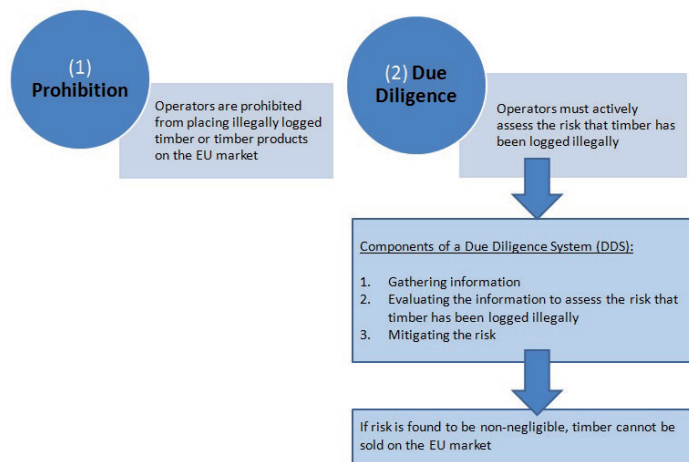 (1)
Prohibition
Operators are prohibited
from placing illegally logged
timber or timber products
on the EU market
(2) Due
Diligence
Operators must actively
assess the risk that timber has
been logged illegally
Components of a Due Diligence System (DDS):
1. Gathering information
2. Evaluating the information to assess the risk that
timber has been logged illegally
3. Mitigating the risk
If risk is found to be non-negligible, timber cannot be
sold on the EU market